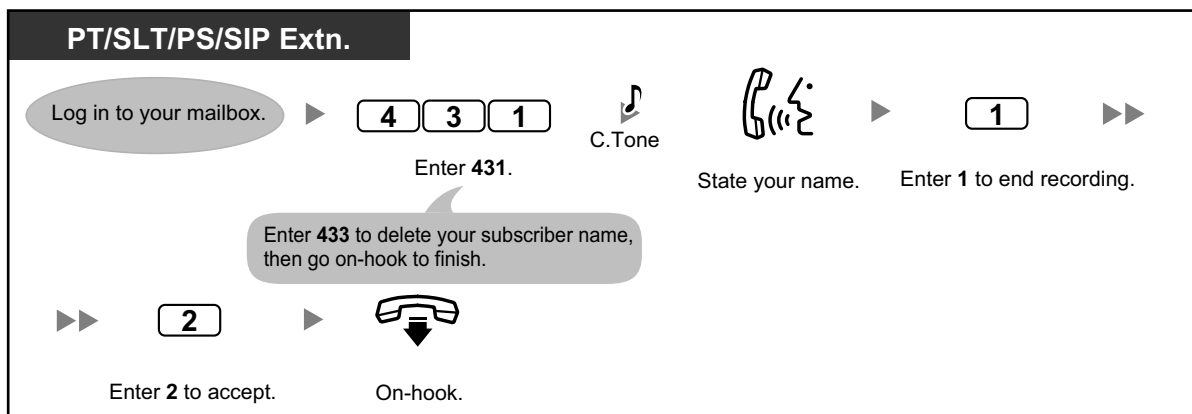 PT/SLT/PS/SIP Extn.
Log in to your mailbox.
4 3 1
Enter 431.
C.Tone
State your name.
1
Enter 1 to end recording.
Enter 433 to delete your subscriber name,
then go on-hook to finish.
2
Enter 2 to accept.
On-hook.